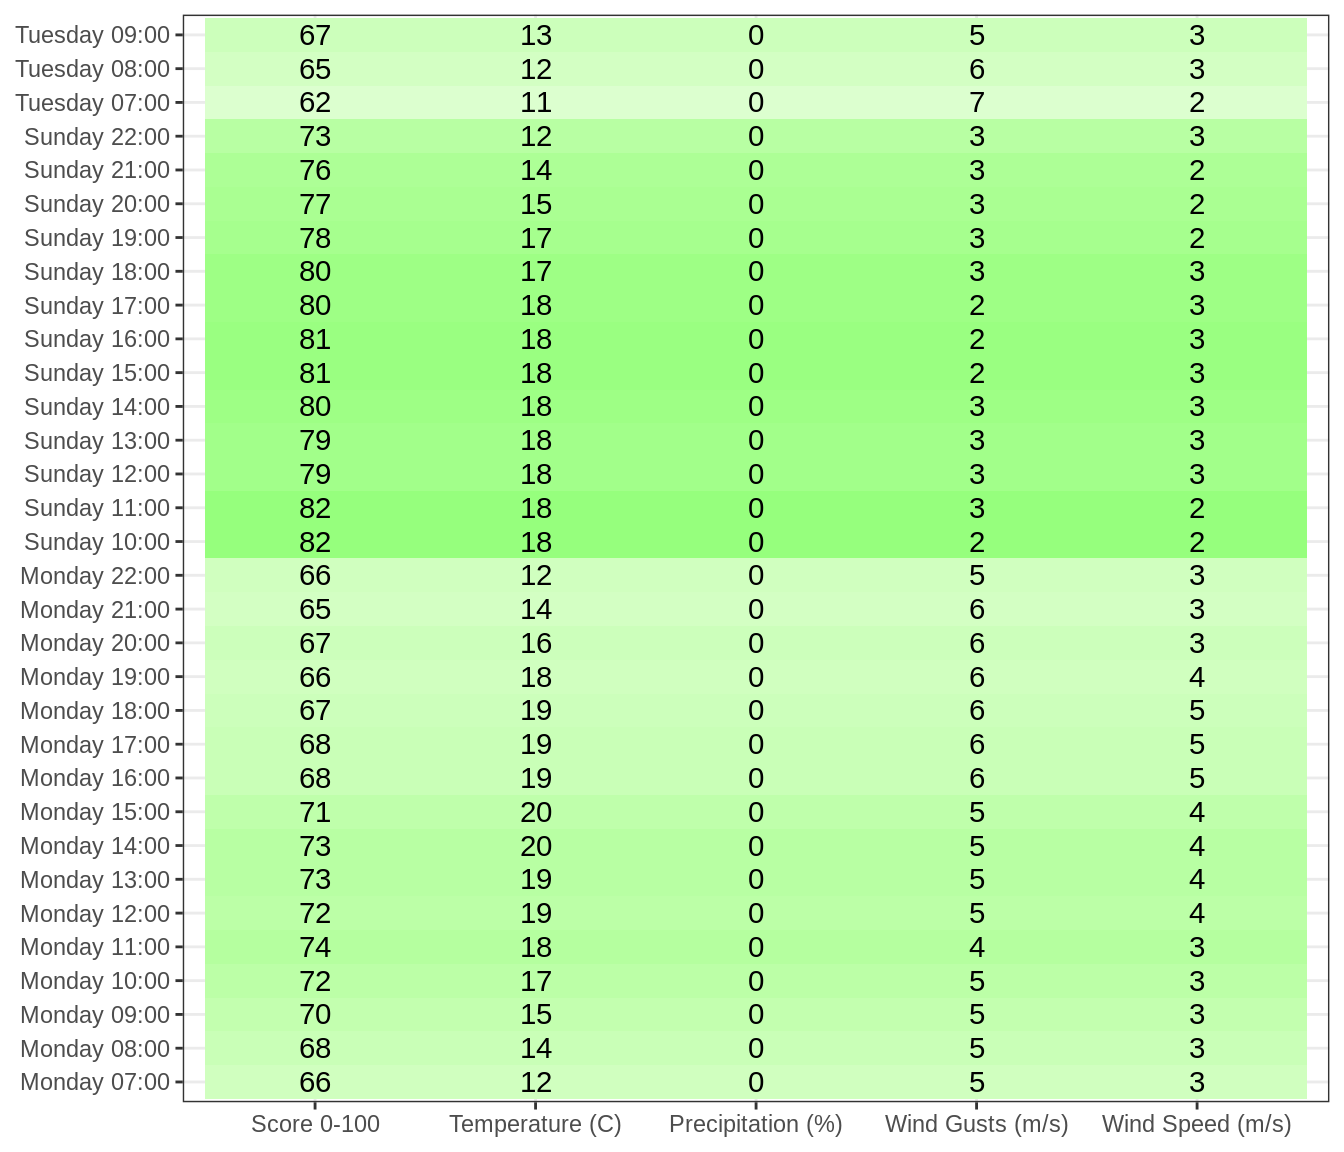 Tuesday 09:00 67 13 0 5 3
Tuesday 08:00 65 12 0 6 3
Tuesday 07:00 62 11 0 7 2
Sunday 22:00 73 12 0 3 3
Sunday 21:00 76 14 0 3 2
Sunday 20:00 77 15 0 3 2
Sunday 19:00 78 17 0 3 2
Sunday 18:00 80 17 0 3 3
Sunday 17:00 80 18 0 2 3
Sunday 16:00 81 18 0 2 3
Sunday 15:00 81 18 0 2 3
Sunday 14:00 80 18 0 3 3
Sunday 13:00 79 18 0 3 3
Sunday 12:00 79 18 0 3 3
Sunday 11:00 82 18 0 3 2
Sunday 10:00 82 18 0 2 2
Monday 22:00 66 12 0 5 3
Monday 21:00 65 14 0 6 3
Monday 20:00 67 16 0 6 3
Monday 19:00 66 18 0 6 4
Monday 18:00 67 19 0 6 5
Monday 17:00 68 19 0 6 5
Monday 16:00 68 19 0 6 5
Monday 15:00 71 20 0 5 4
Monday 14:00 73 20 0 5 4
Monday 13:00 73 19 0 5 4
Monday 12:00 72 19 0 5 4
Monday 11:00 74 18 0 4 3
Monday 10:00 72 17 0 5 3
Monday 09:00 70 15 0 5 3
Monday 08:00 68 14 0 5 3
Monday 07:00 66 12 0 5 3
Score 0-100 Temperature (C) Precipitation (%) Wind Gusts (m/s) Wind Speed (m/s)